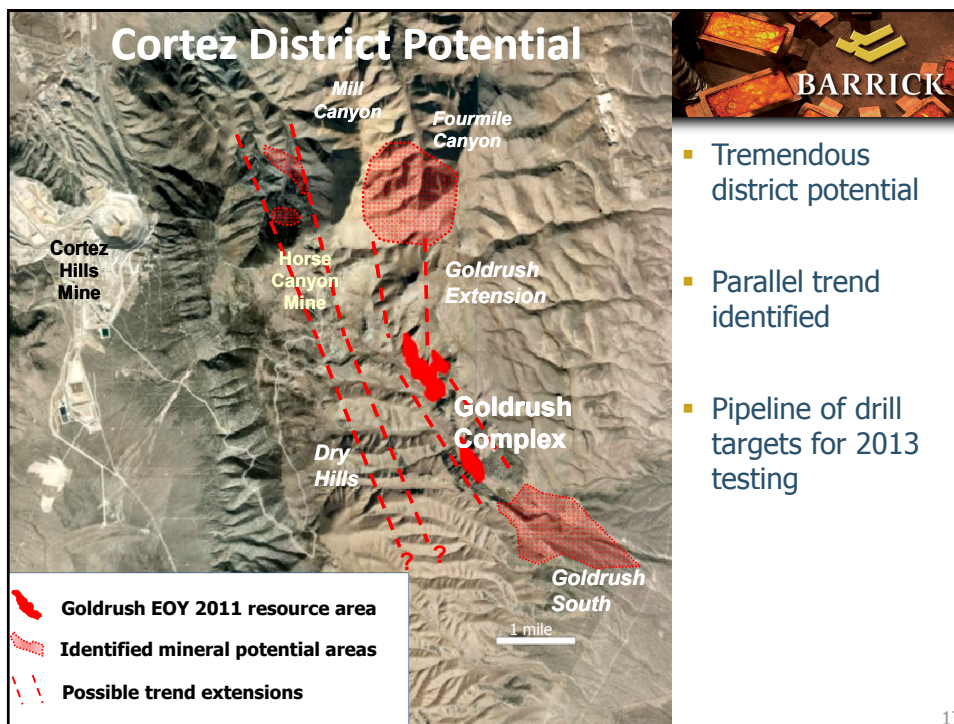 Cortez District Potential
BARRICK
Mill
Canyon
Fourmile
Canyon
Cortez
Hills
Mine
Horse
Canyon
Mine
Goldrush
Extension
Goldrush
Complex
Dry
Hills
?
?
Goldrush
South
1 mile
Goldrush EOY 2011 resource area
Identified mineral potential areas
Possible trend extensions
▪ Tremendous
district potential
▪ Parallel trend
identified
▪ Pipeline of drill
targets for 2013
testing